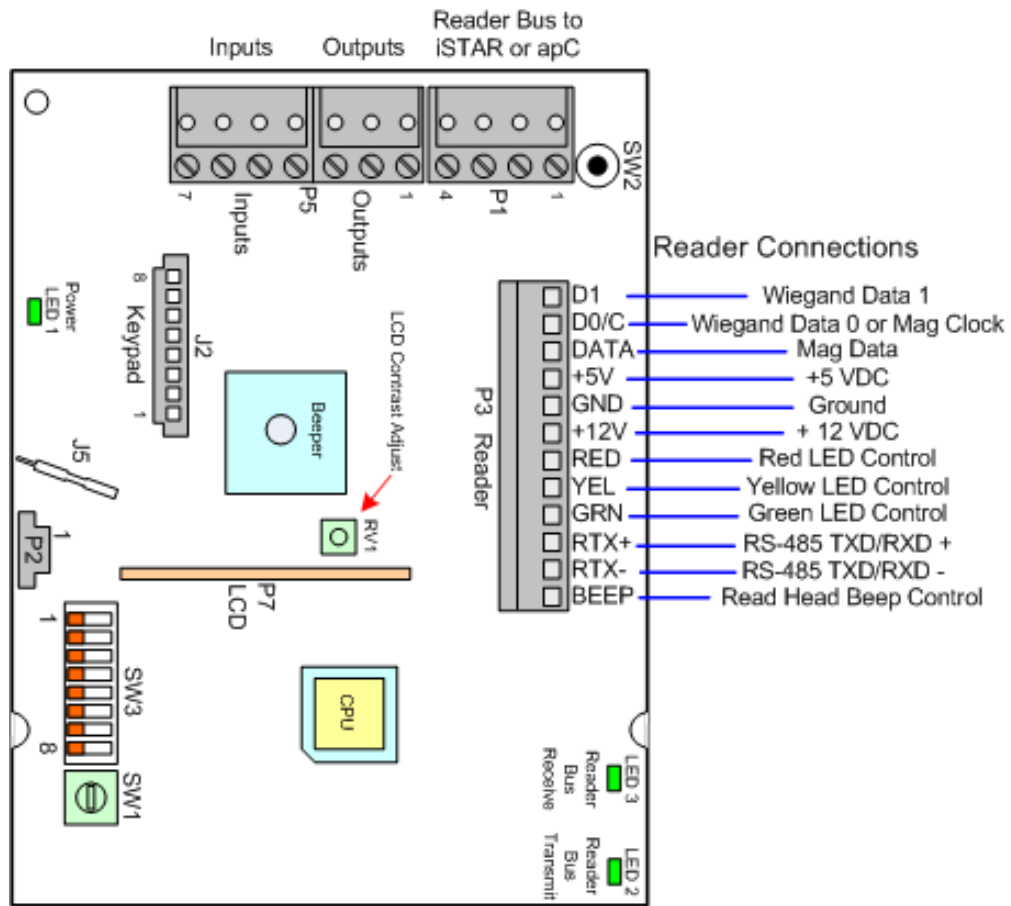 Inputs
Outputs
Reader Bus to
iSTAR or apC
7
Inputs
P5
Outputs
1
4
P1
1
SW2
Reader Connections
D1
Wiegand Data 1
D0/C
Wiegand Data 0 or Mag Clock
DATA
Mag Data
+5V
+5 VDC
GND
Ground
+12V
+ 12 VDC
RED
Red LED Control
YEL
Yellow LED Control
GRN
Green LED Control
RTX+
RS-485 TXD/RXD +
RTX-
RS-485 TXD/RXD -
BEEP
Read Head Beep Control
P3 Reader
Power
LED 1
8
Keypad
1
J2
LCD Contrast Adjust
Beeper
RV1
J5
1
P2
P7
LCD
1
SW3
8
SW1
CPU
LED 3
Reader
Bus
Receive
LED 2
Reader
Bus
Transmit